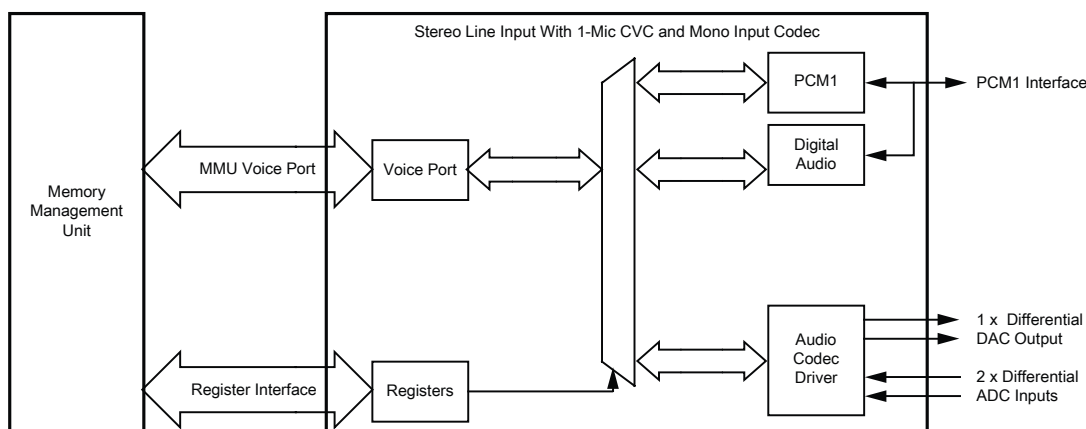 Stereo Line Input With 1-Mic CVC and Mono Input Codec
PCM1
PCM1 Interface
Digital
Audio
MMU Voice Port
Voice Port
Memory
Management
Unit
1 x Differential
DAC Output
Audio
Codec
Driver
2 x Differential
ADC Inputs
Register Interface
Registers